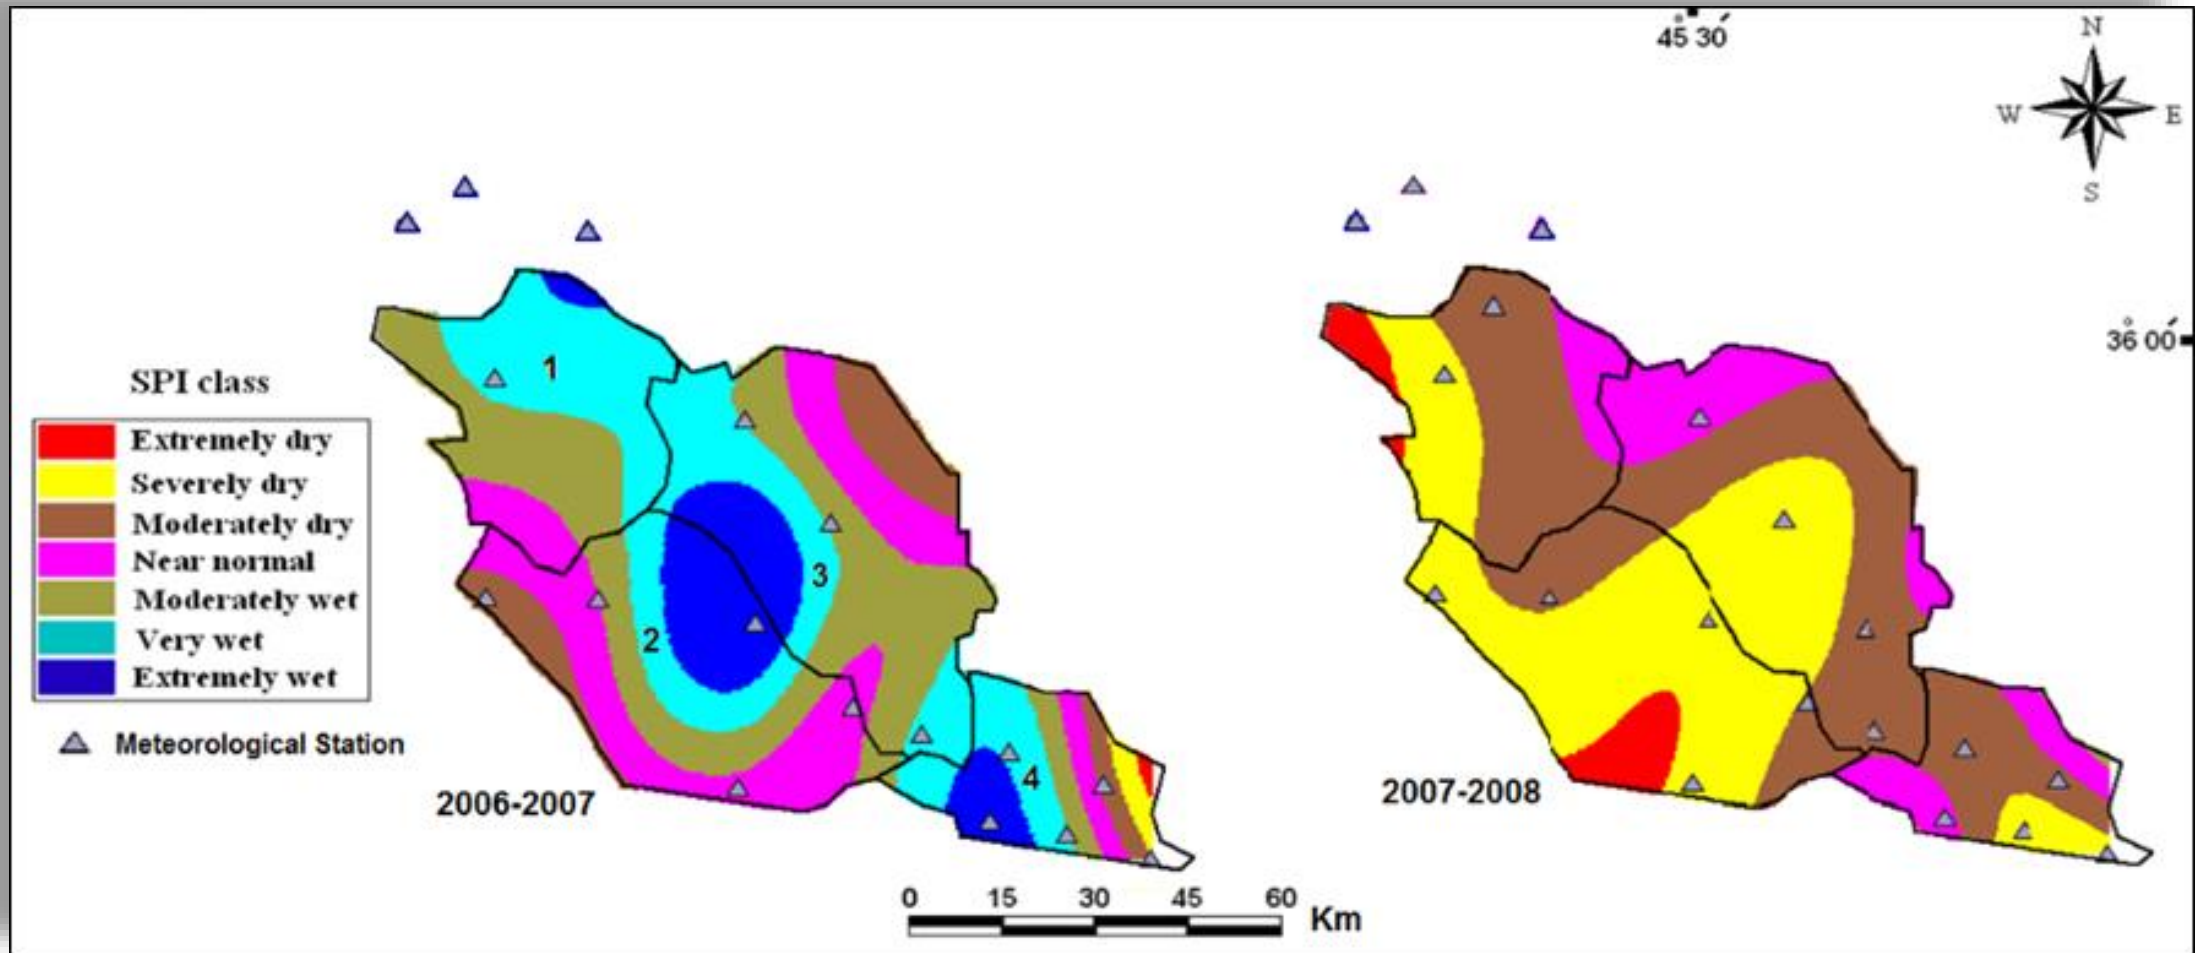 45°30′
N
W E
S
36°00′
SPI class
Extremely dry
Severely dry
Moderately dry
Near normal
Moderately wet
Very wet
Extremely wet
Meteorological Station
1
2
3
4
2006-2007
2007-2008
0 15 30 45 60 Km